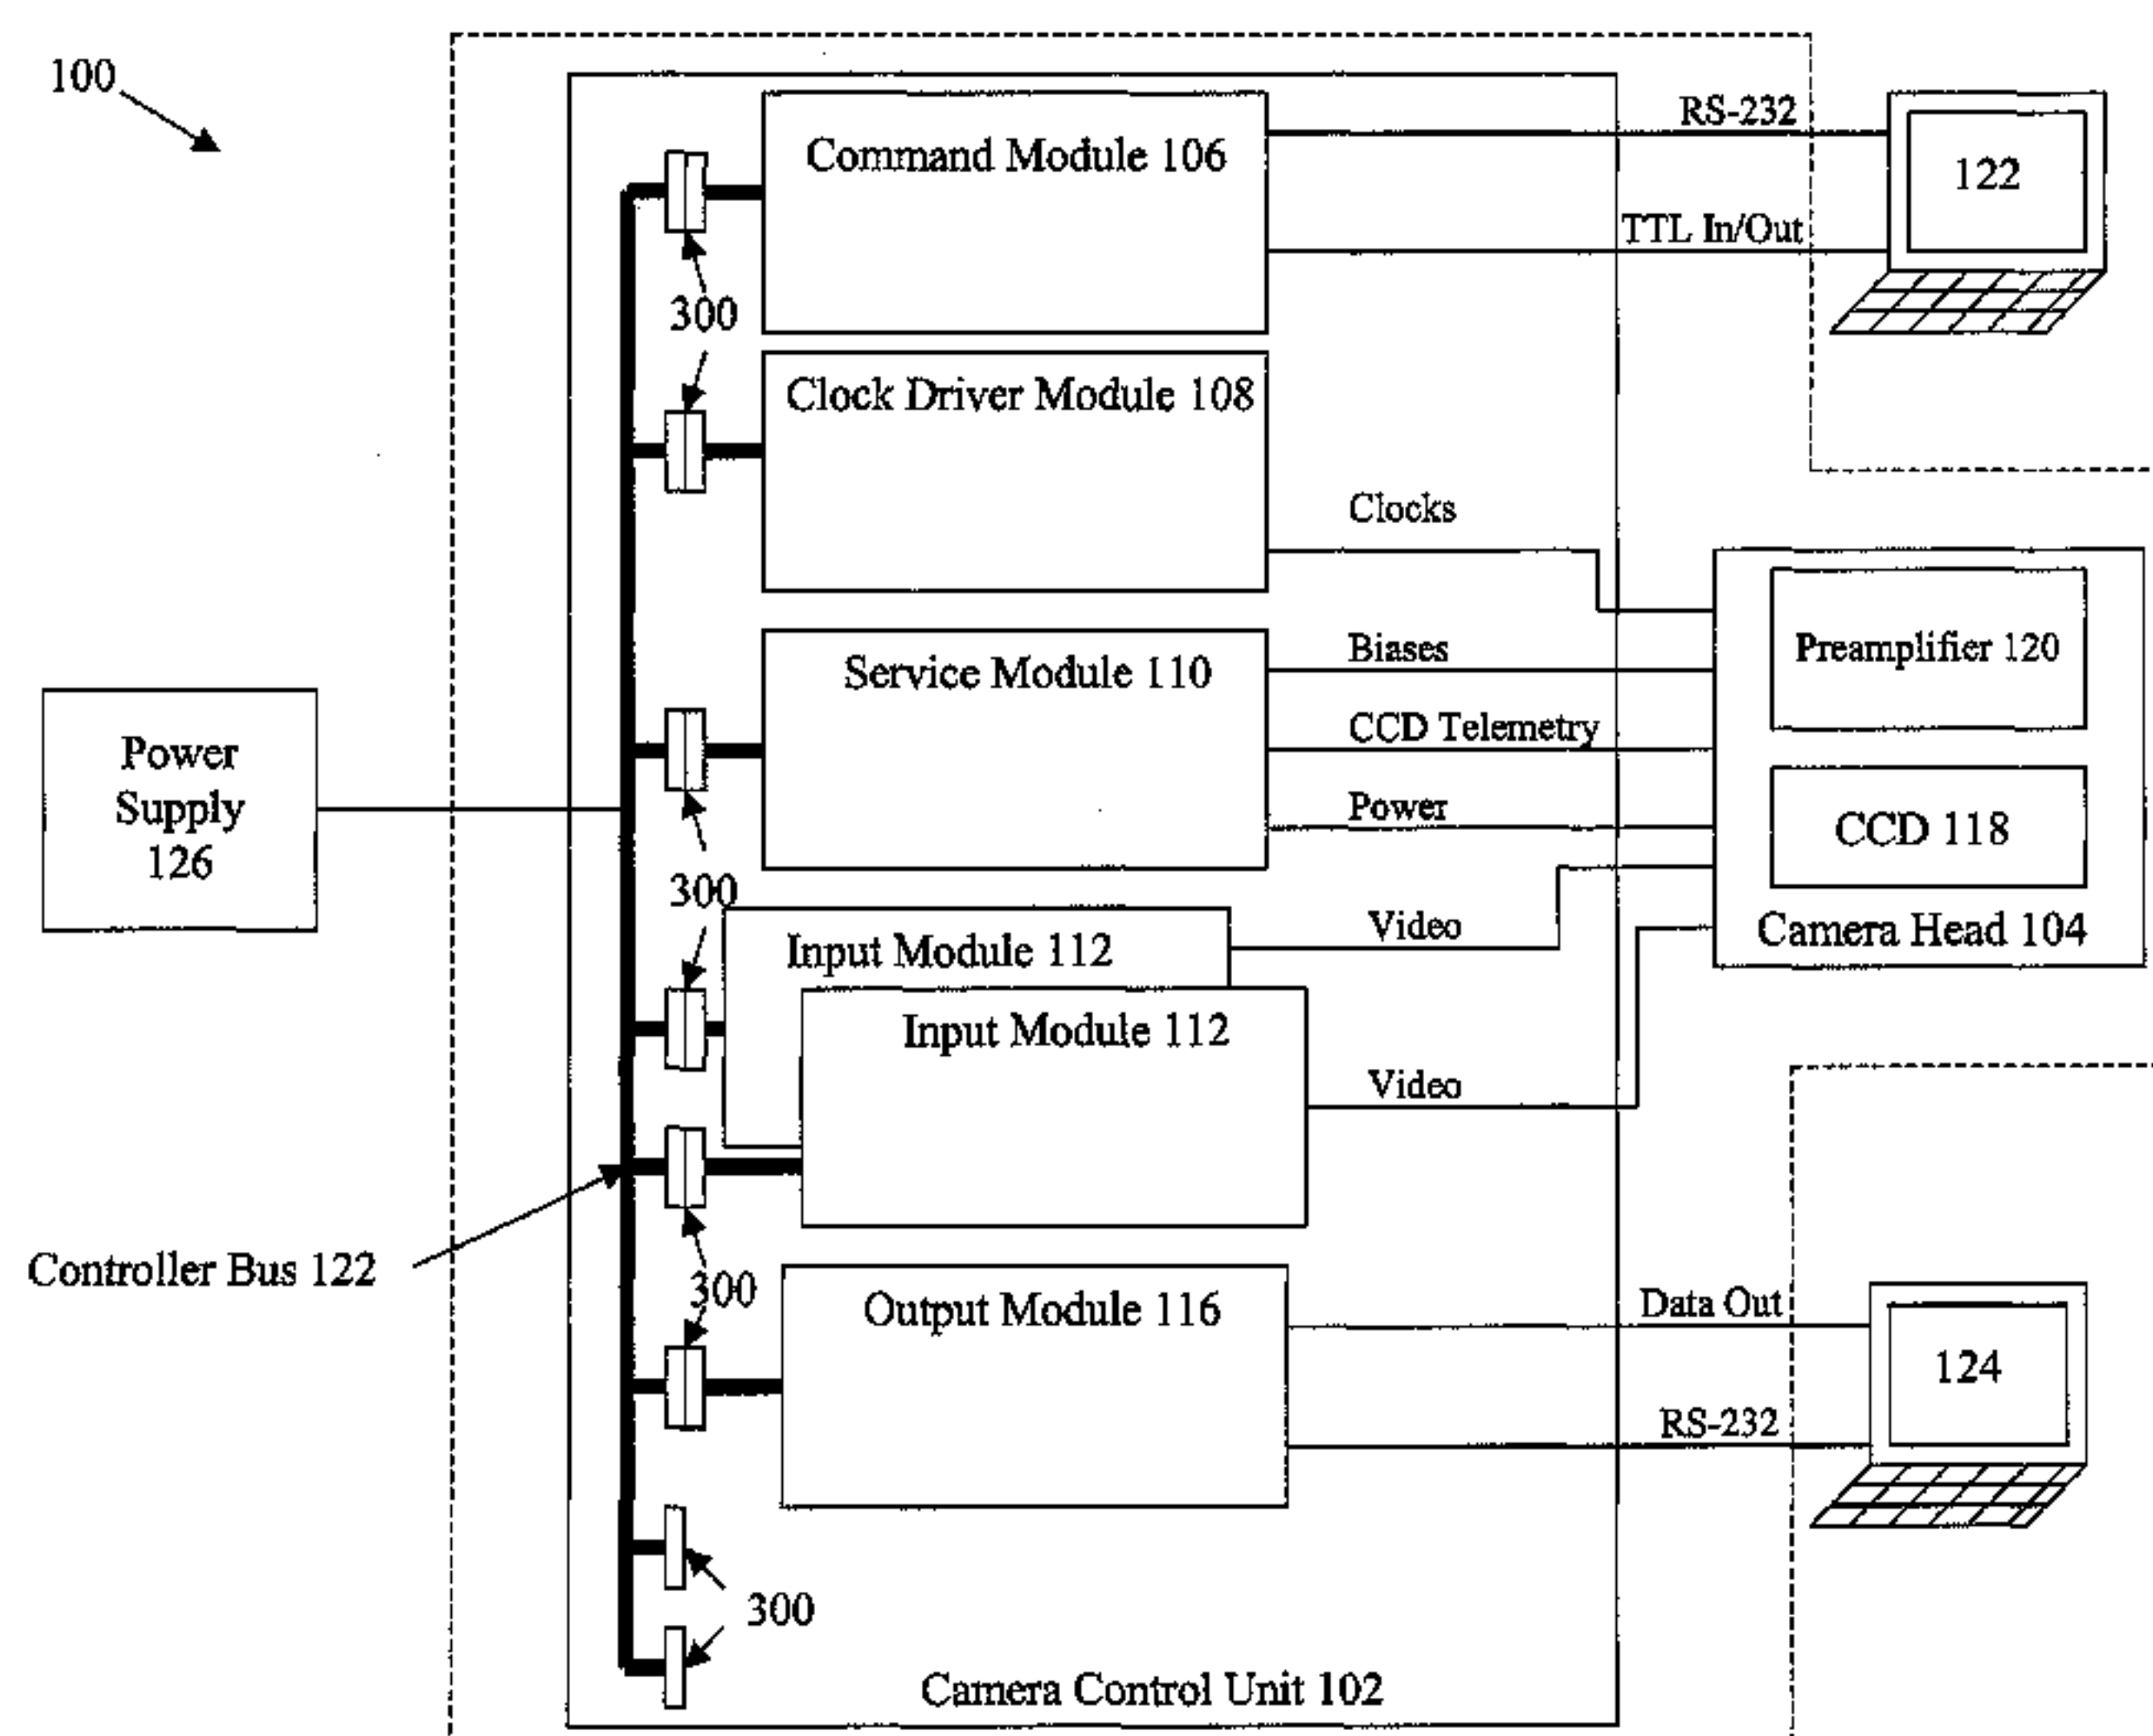 100
RS-232
Command Module 106
122
TTL In/Out
300
Clock Driver Module 108
Clocks
Biases
Preamplifier 120
Service Module 110
CCD Telemetry
Power
Supply
126
Power
CCD 118
300
Video
Camera Head 104
Input Module 112
Input Module 112
Video
Controller Bus 122
300
Output Module 116
Data Out
124
RS-232
300
Camera Control Unit 102